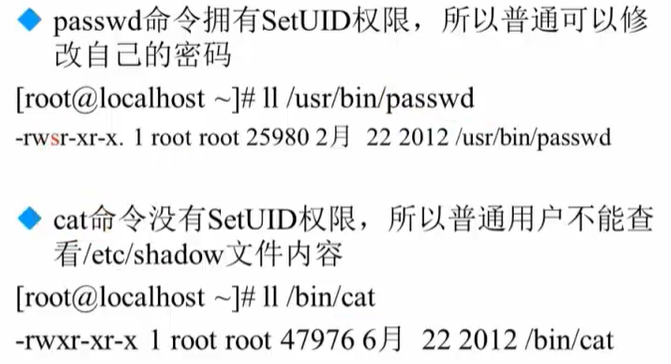 passwd命令拥有SetUID权限，所以普通可以修
改自己的密码
[root@localhost ~]# ll /usr/bin/passwd
-rwsr-xr-x. 1 root root 25980 2月 22 2012 /usr/bin/passwd
cat命令没有SetUID权限，所以普通用户不能查
看/etc/shadow文件内容
[root@localhost ~]# ll /bin/cat
-rwxr-xr-x 1 root root 47976 6月 22 2012 /bin/cat